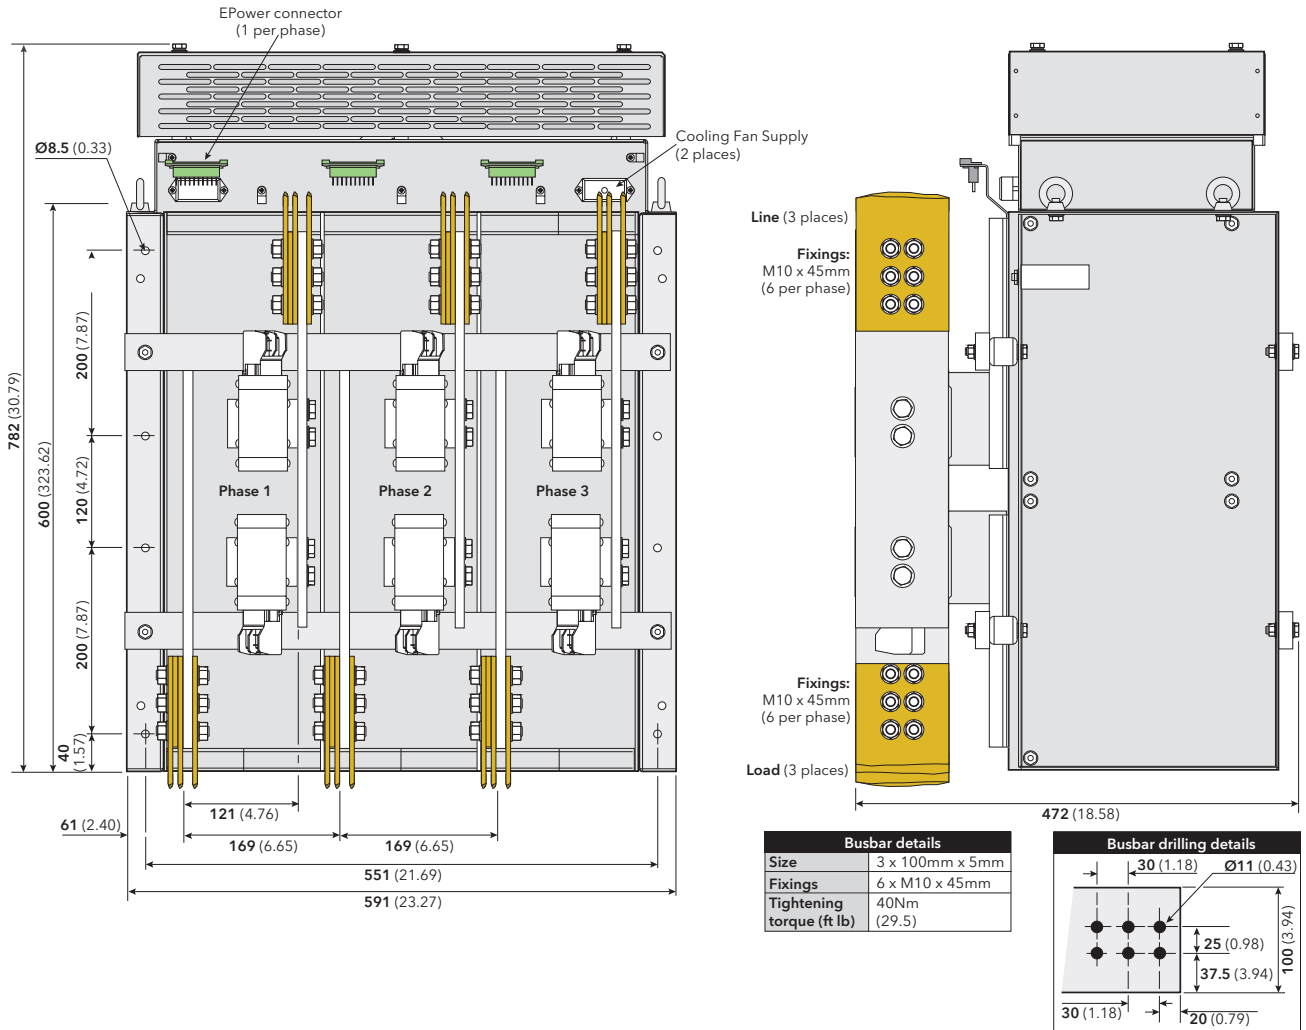 EPower connector
(1 per phase)
Ø8.5 (0.33)
Cooling Fan Supply
(2 places)
200 (7.87)
782 (30.79)
600 (323.62)
120 (4.72)
200 (7.87)
40
(1.57)
Phase 1
Phase 2
Phase 3
121 (4.76)
61 (2.40)
169 (6.65)
169 (6.65)
551 (21.69)
591 (23.27)
Line (3 places)
Fixings:
M10 x 45mm
(6 per phase)
Fixings:
M10 x 45mm
(6 per phase)
Load (3 places)
472 (18.58)
Busbar details
Size 3 x 100mm x 5mm
Fixings 6 x M10 x 45mm
Tightening 40Nm
torque (ft lb) (29.5)
Busbar drilling details
30 (1.18)
Ø11 (0.43)
25 (0.98)
100 (3.94)
37.5 (3.94)
30 (1.18)
20 (0.79)